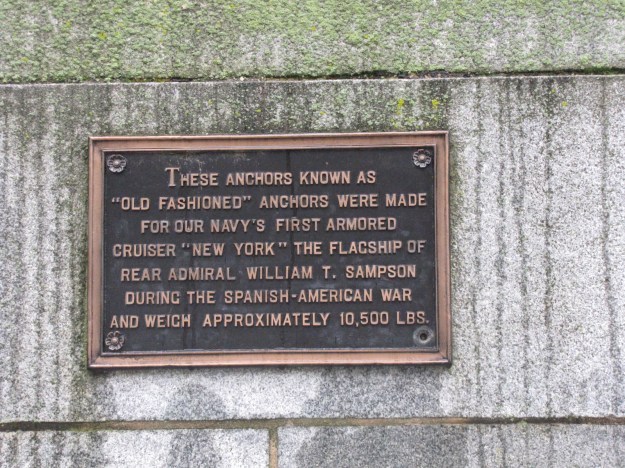 THESE ANCHORS KNOWN AS
"OLD FASHIONED" ANCHORS WERE MADE
FOR OUR NAVY'S FIRST ARMORED
CRUISER "NEW YORK" THE FLAGSHIP OF
REAR ADMIRAL WILLIAM T. SAMPSON
DURING THE SPANISH-AMERICAN WAR
AND WEIGH APPROXIMATELY 10,500 LBS.